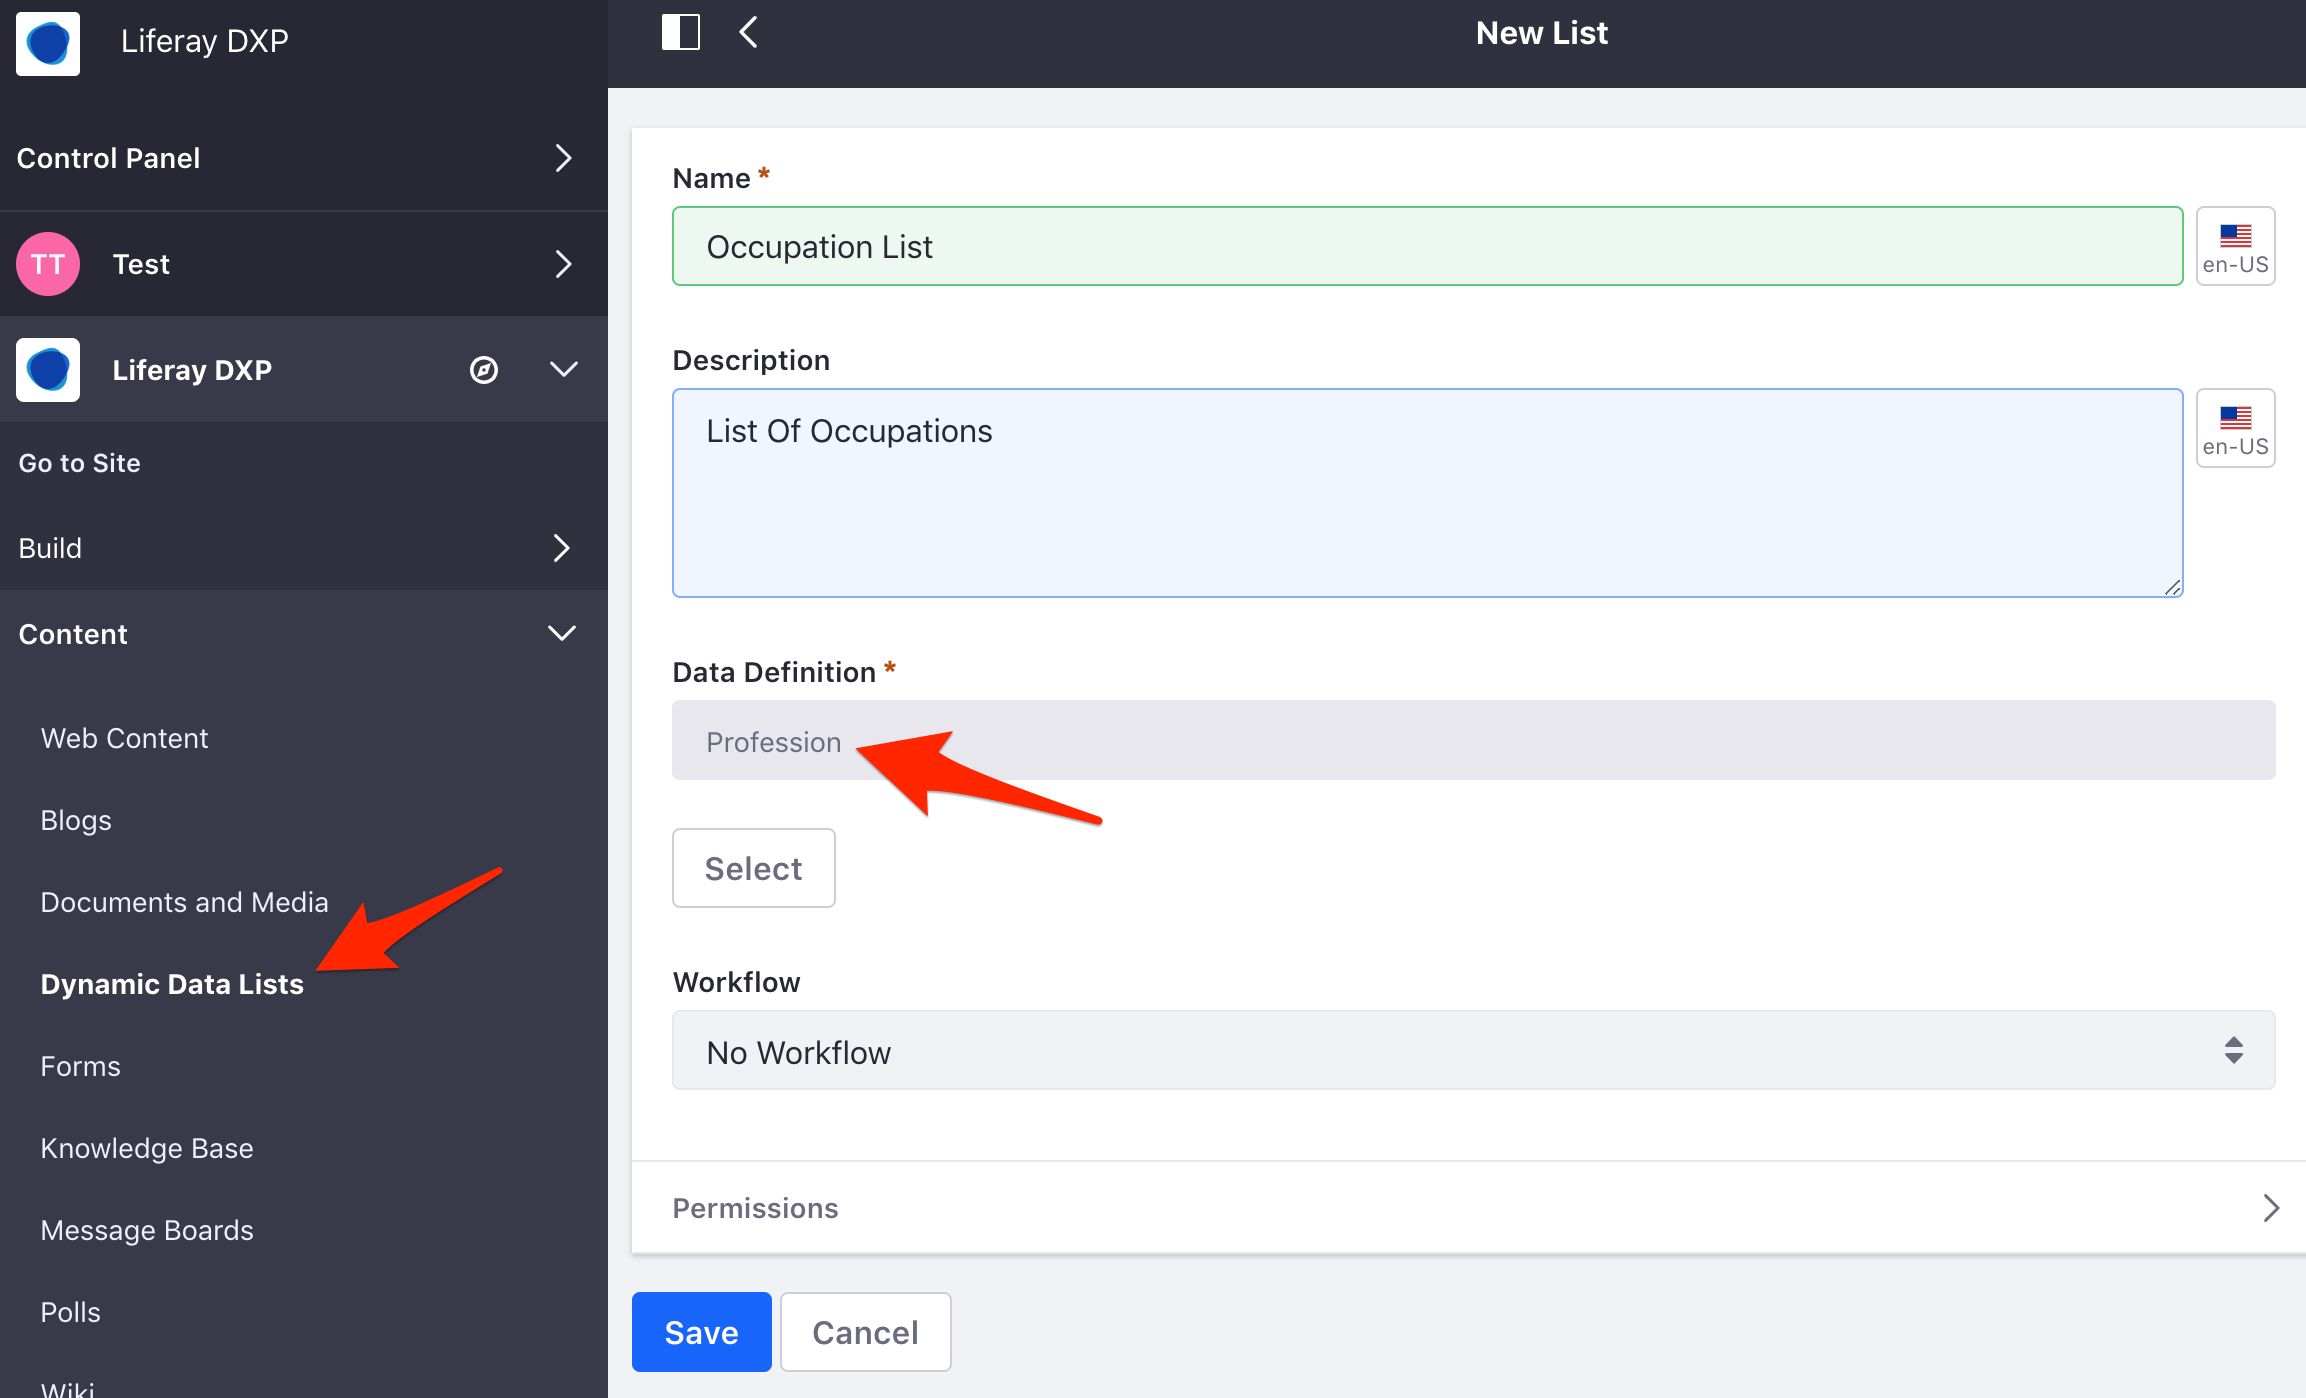 Liferay DXP
Control Panel
TT
Test
Liferay DXP
Go to Site
Build
Content
Web Content
Blogs
Documents and Media
Dynamic Data Lists
Forms
Knowledge Base
Message Boards
Polls
Wiki
New List
Name *
Occupation List
en-US
Description
List Of Occupations
en-US
Data Definition *
Profession
Select
Workflow
No Workflow
Permissions
Save
Cancel